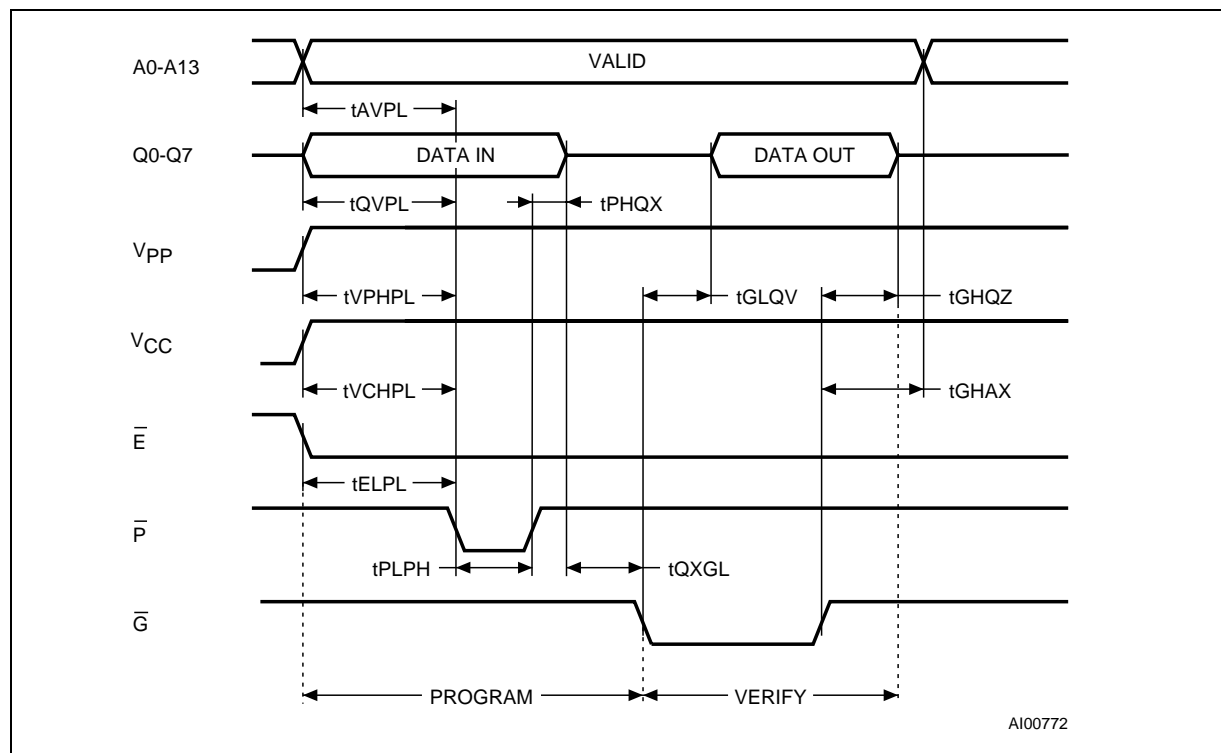 A0-A13
VALID
tAVPL
Q0-Q7
DATA IN
DATA OUT
tQVPL
tPHQX
VPP
tVPHPL
tGLQV
tGHQZ
VCC
tVCHPL
tGHAX
E̅
tELPL
P̅
tPLPH
tQXGL
G̅
PROGRAM
VERIFY
AI00772